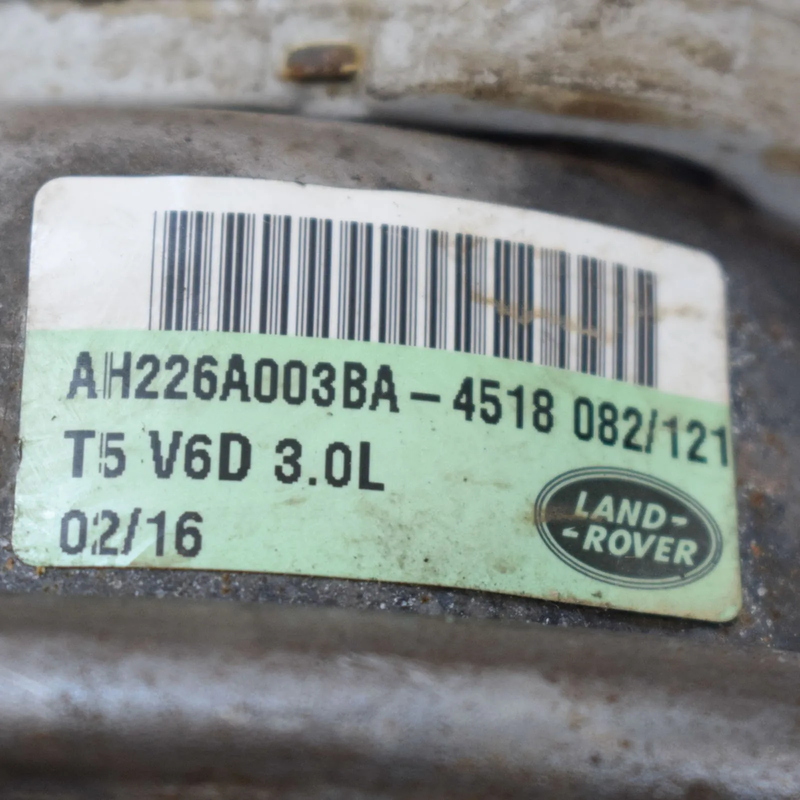 AH226A003BA-4518 082/121
T5 V6D 3.0L
02/16
LAND-
-ROVER